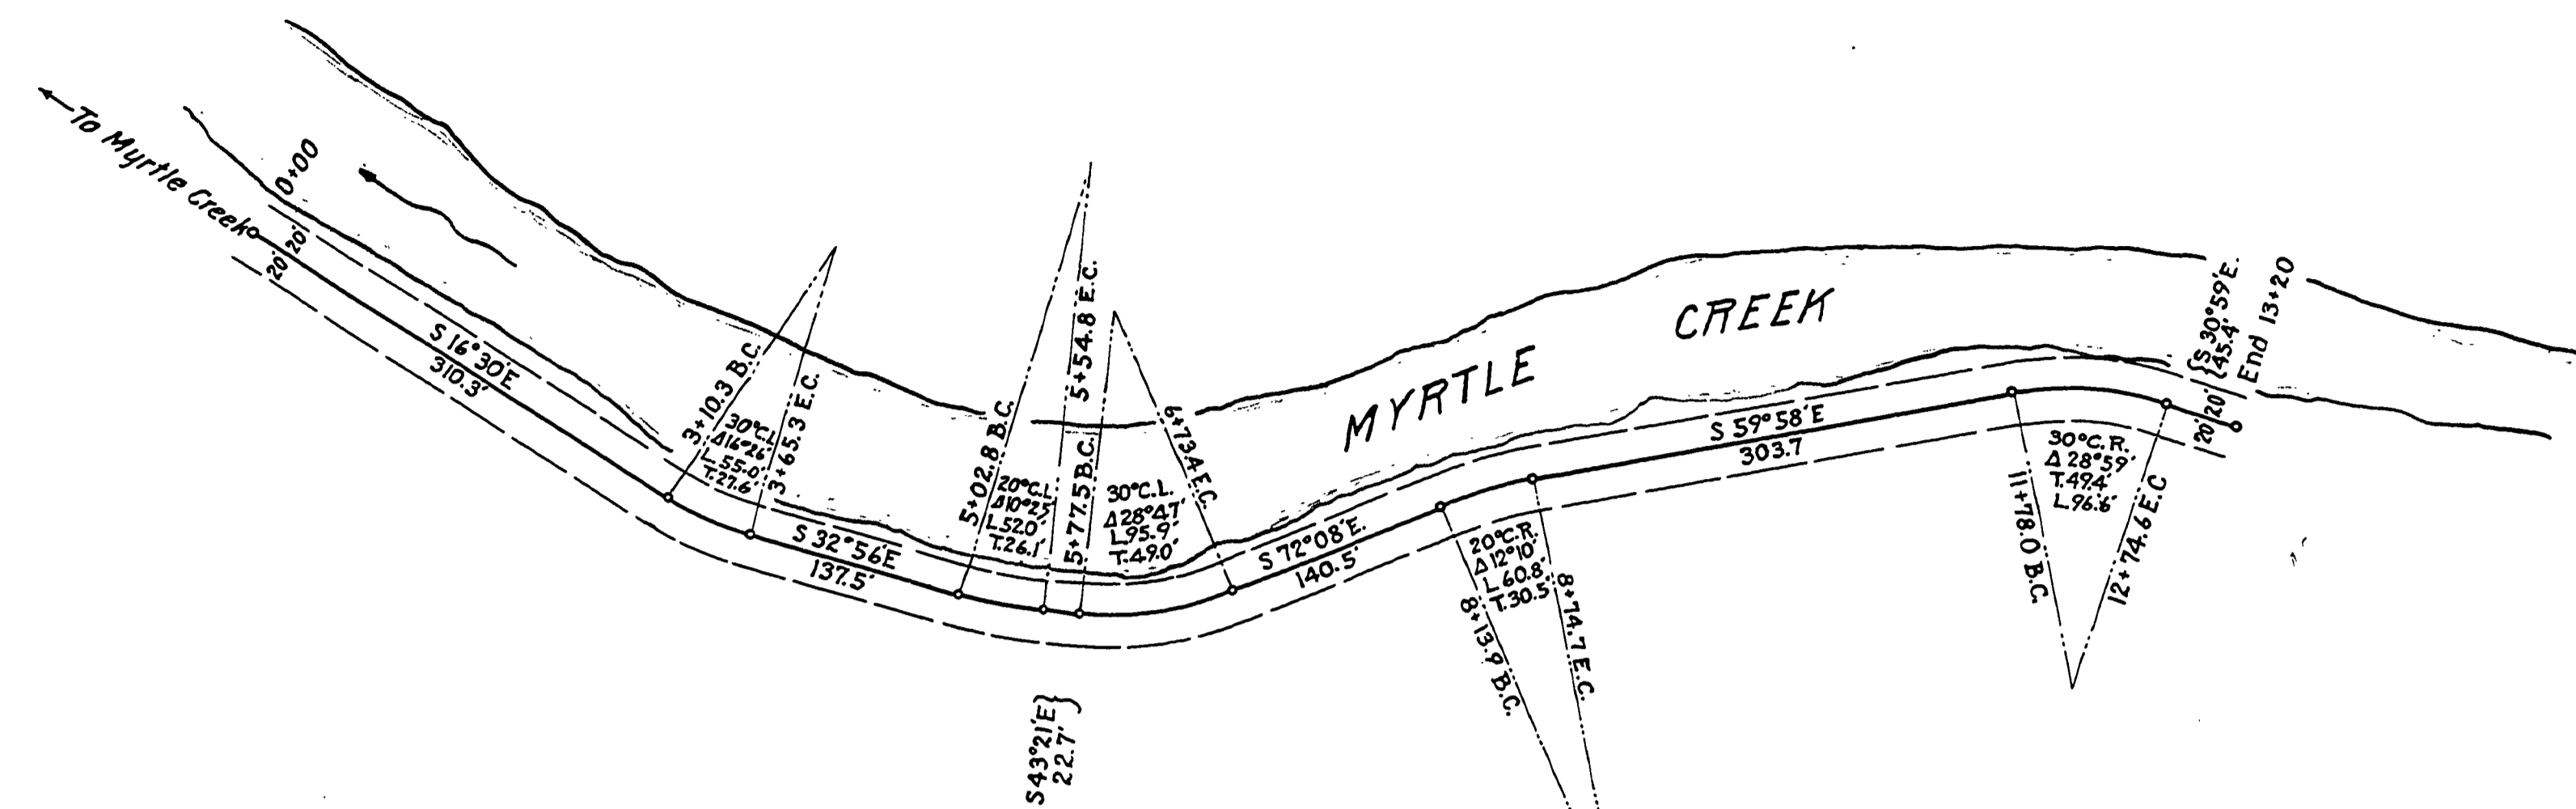 To Myrtle Creek
0+00
20' 20'
S 16°30'E
310.3'
3+10.3 B.C.
30°C.L.
Δ16°26'
L.55.0'
T.27.6'
3+65.3 E.C.
S 32°56'E
137.5'
5+02.8 B.C.
20°C.L.
Δ10°25'
L.52.0'
T.26.1'
5+54.8 E.C.
S43°21'E
22.7'
5+77.5 B.C.
30°C.L.
Δ28°47'
L.95.9'
T.49.0'
6+73.4 E.C.
MYRTLE CREEK
S 72°08'E.
140.5'
8+13.9 B.C.
20°C.R.
Δ12°10'
L 60.8'
T.30.5'
8+74.7 E.C.
S 59°58'E
303.7
11+78.0 B.C.
30°C.R.
Δ28°59'
T.49.4'
L.96.6'
12+74.6 E.C
S 30°59'E.
45.4'
End 13+20
20' 20'